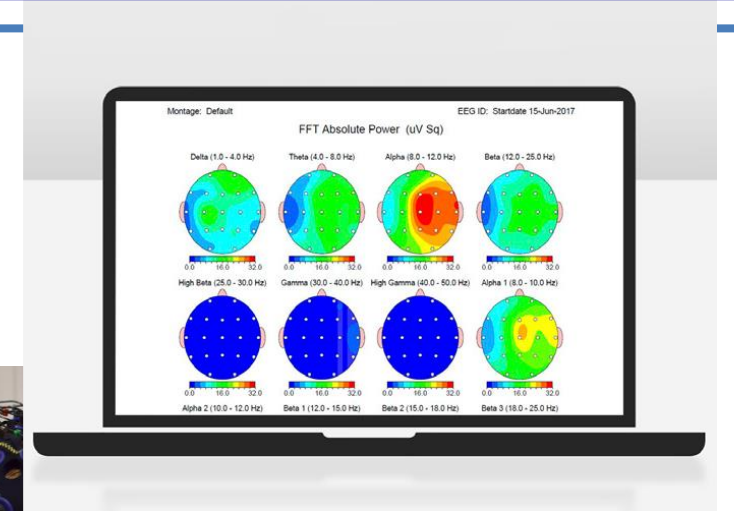 Montage: Default EEG ID: Startdate 15-Jun-2017
FFT Absolute Power (uV Sq)
Delta (1.0 - 4.0 Hz) Theta (4.0 - 8.0 Hz) Alpha (8.0 - 12.0 Hz) Beta (12.0 - 25.0 Hz)
0.0 16.0 32.0 0.0 16.0 32.0 0.0 16.0 32.0 0.0 16.0 32.0
High Beta (25.0 - 30.0 Hz) Gamma (30.0 - 40.0 Hz) High Gamma (40.0 - 50.0 Hz) Alpha 1 (8.0 - 10.0 Hz)
0.0 16.0 32.0 0.0 16.0 32.0 0.0 16.0 32.0 0.0 16.0 32.0
Alpha 2 (10.0 - 12.0 Hz) Beta 1 (12.0 - 15.0 Hz) Beta 2 (15.0 - 18.0 Hz) Beta 3 (18.0 - 25.0 Hz)